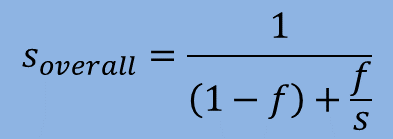 s_overall = 1 / ((1 − f) + f/s)